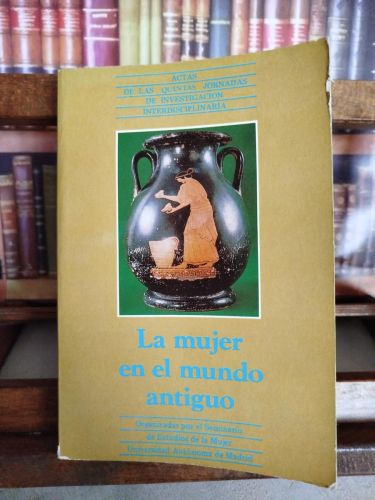 ACTAS
DE LAS QUINTAS JORNADAS
DE INVESTIGACION
INTERDISCIPLINARIA
La mujer
en el mundo
antiguo
Organizadas por el Seminario
de Estudios de la Mujer
Universidad Autónoma de Madrid